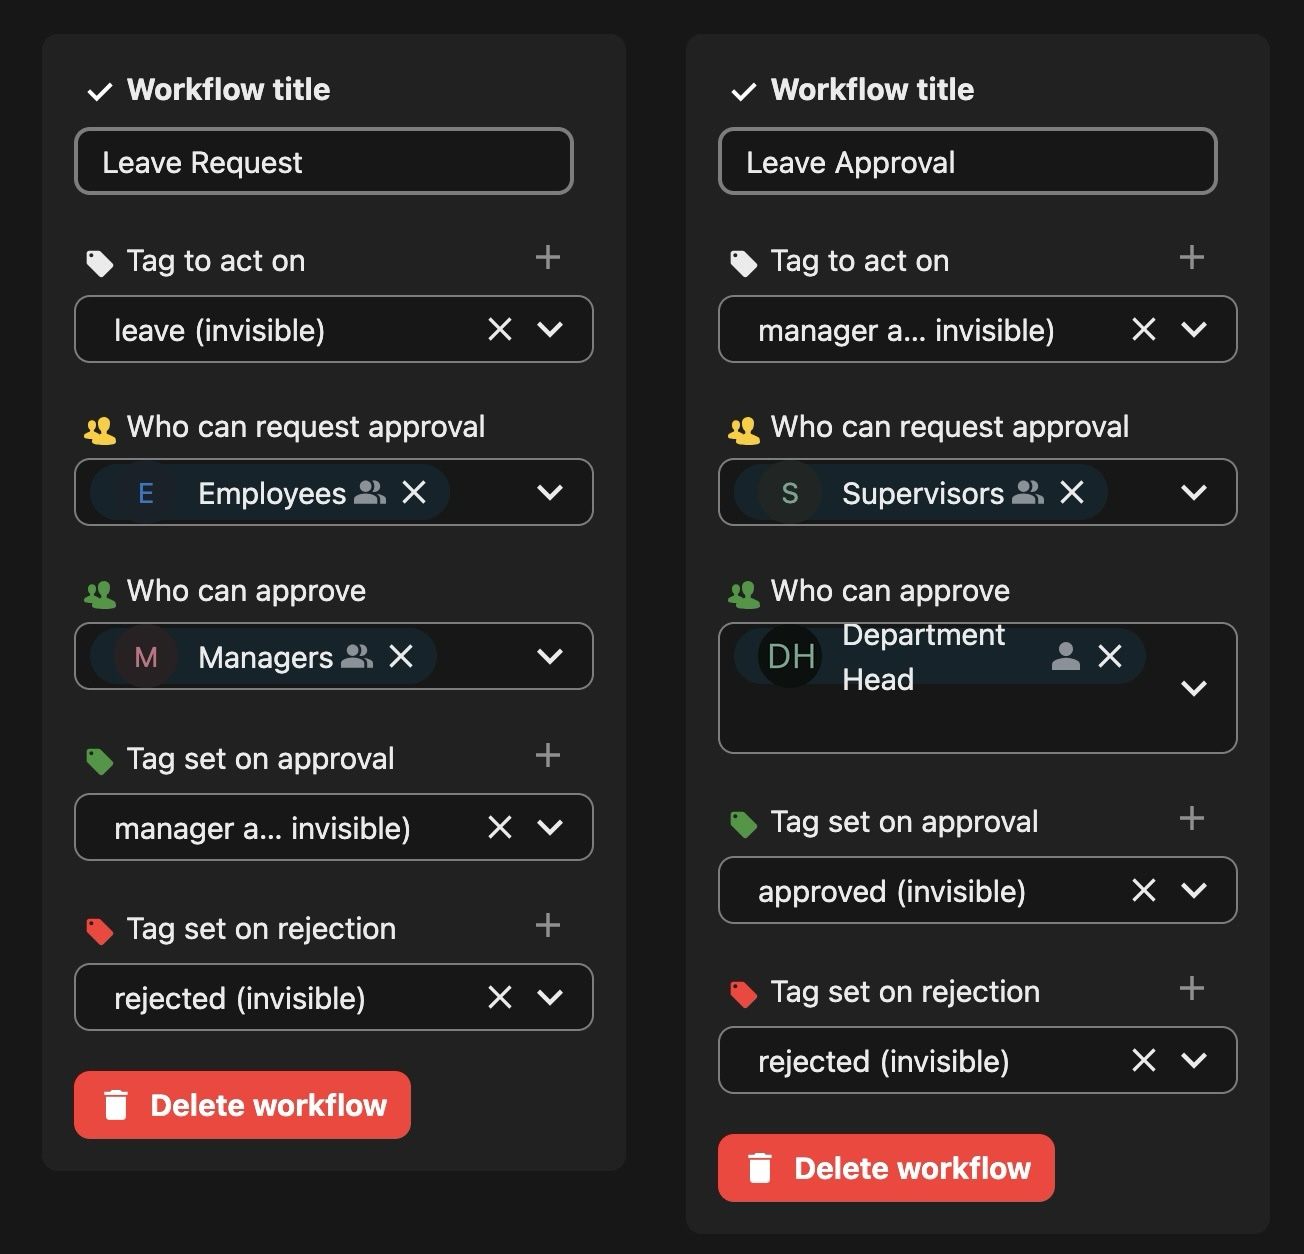 Workflow title
Leave Request
Tag to act on
leave (invisible)
Who can request approval
E Employees
Who can approve
M Managers
Tag set on approval
manager a... invisible)
Tag set on rejection
rejected (invisible)
Delete workflow
Workflow title
Leave Approval
Tag to act on
manager a... invisible)
Who can request approval
S Supervisors
Who can approve
DH Department
Head
Tag set on approval
approved (invisible)
Tag set on rejection
rejected (invisible)
Delete workflow